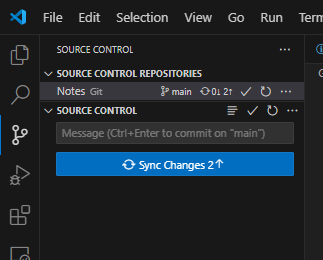 File Edit Selection View Go Run Termin
SOURCE CONTROL
SOURCE CONTROL REPOSITORIES
Notes Git main 0↓ 2↑
SOURCE CONTROL
Message (Ctrl+Enter to commit on "main")
Sync Changes 2↑